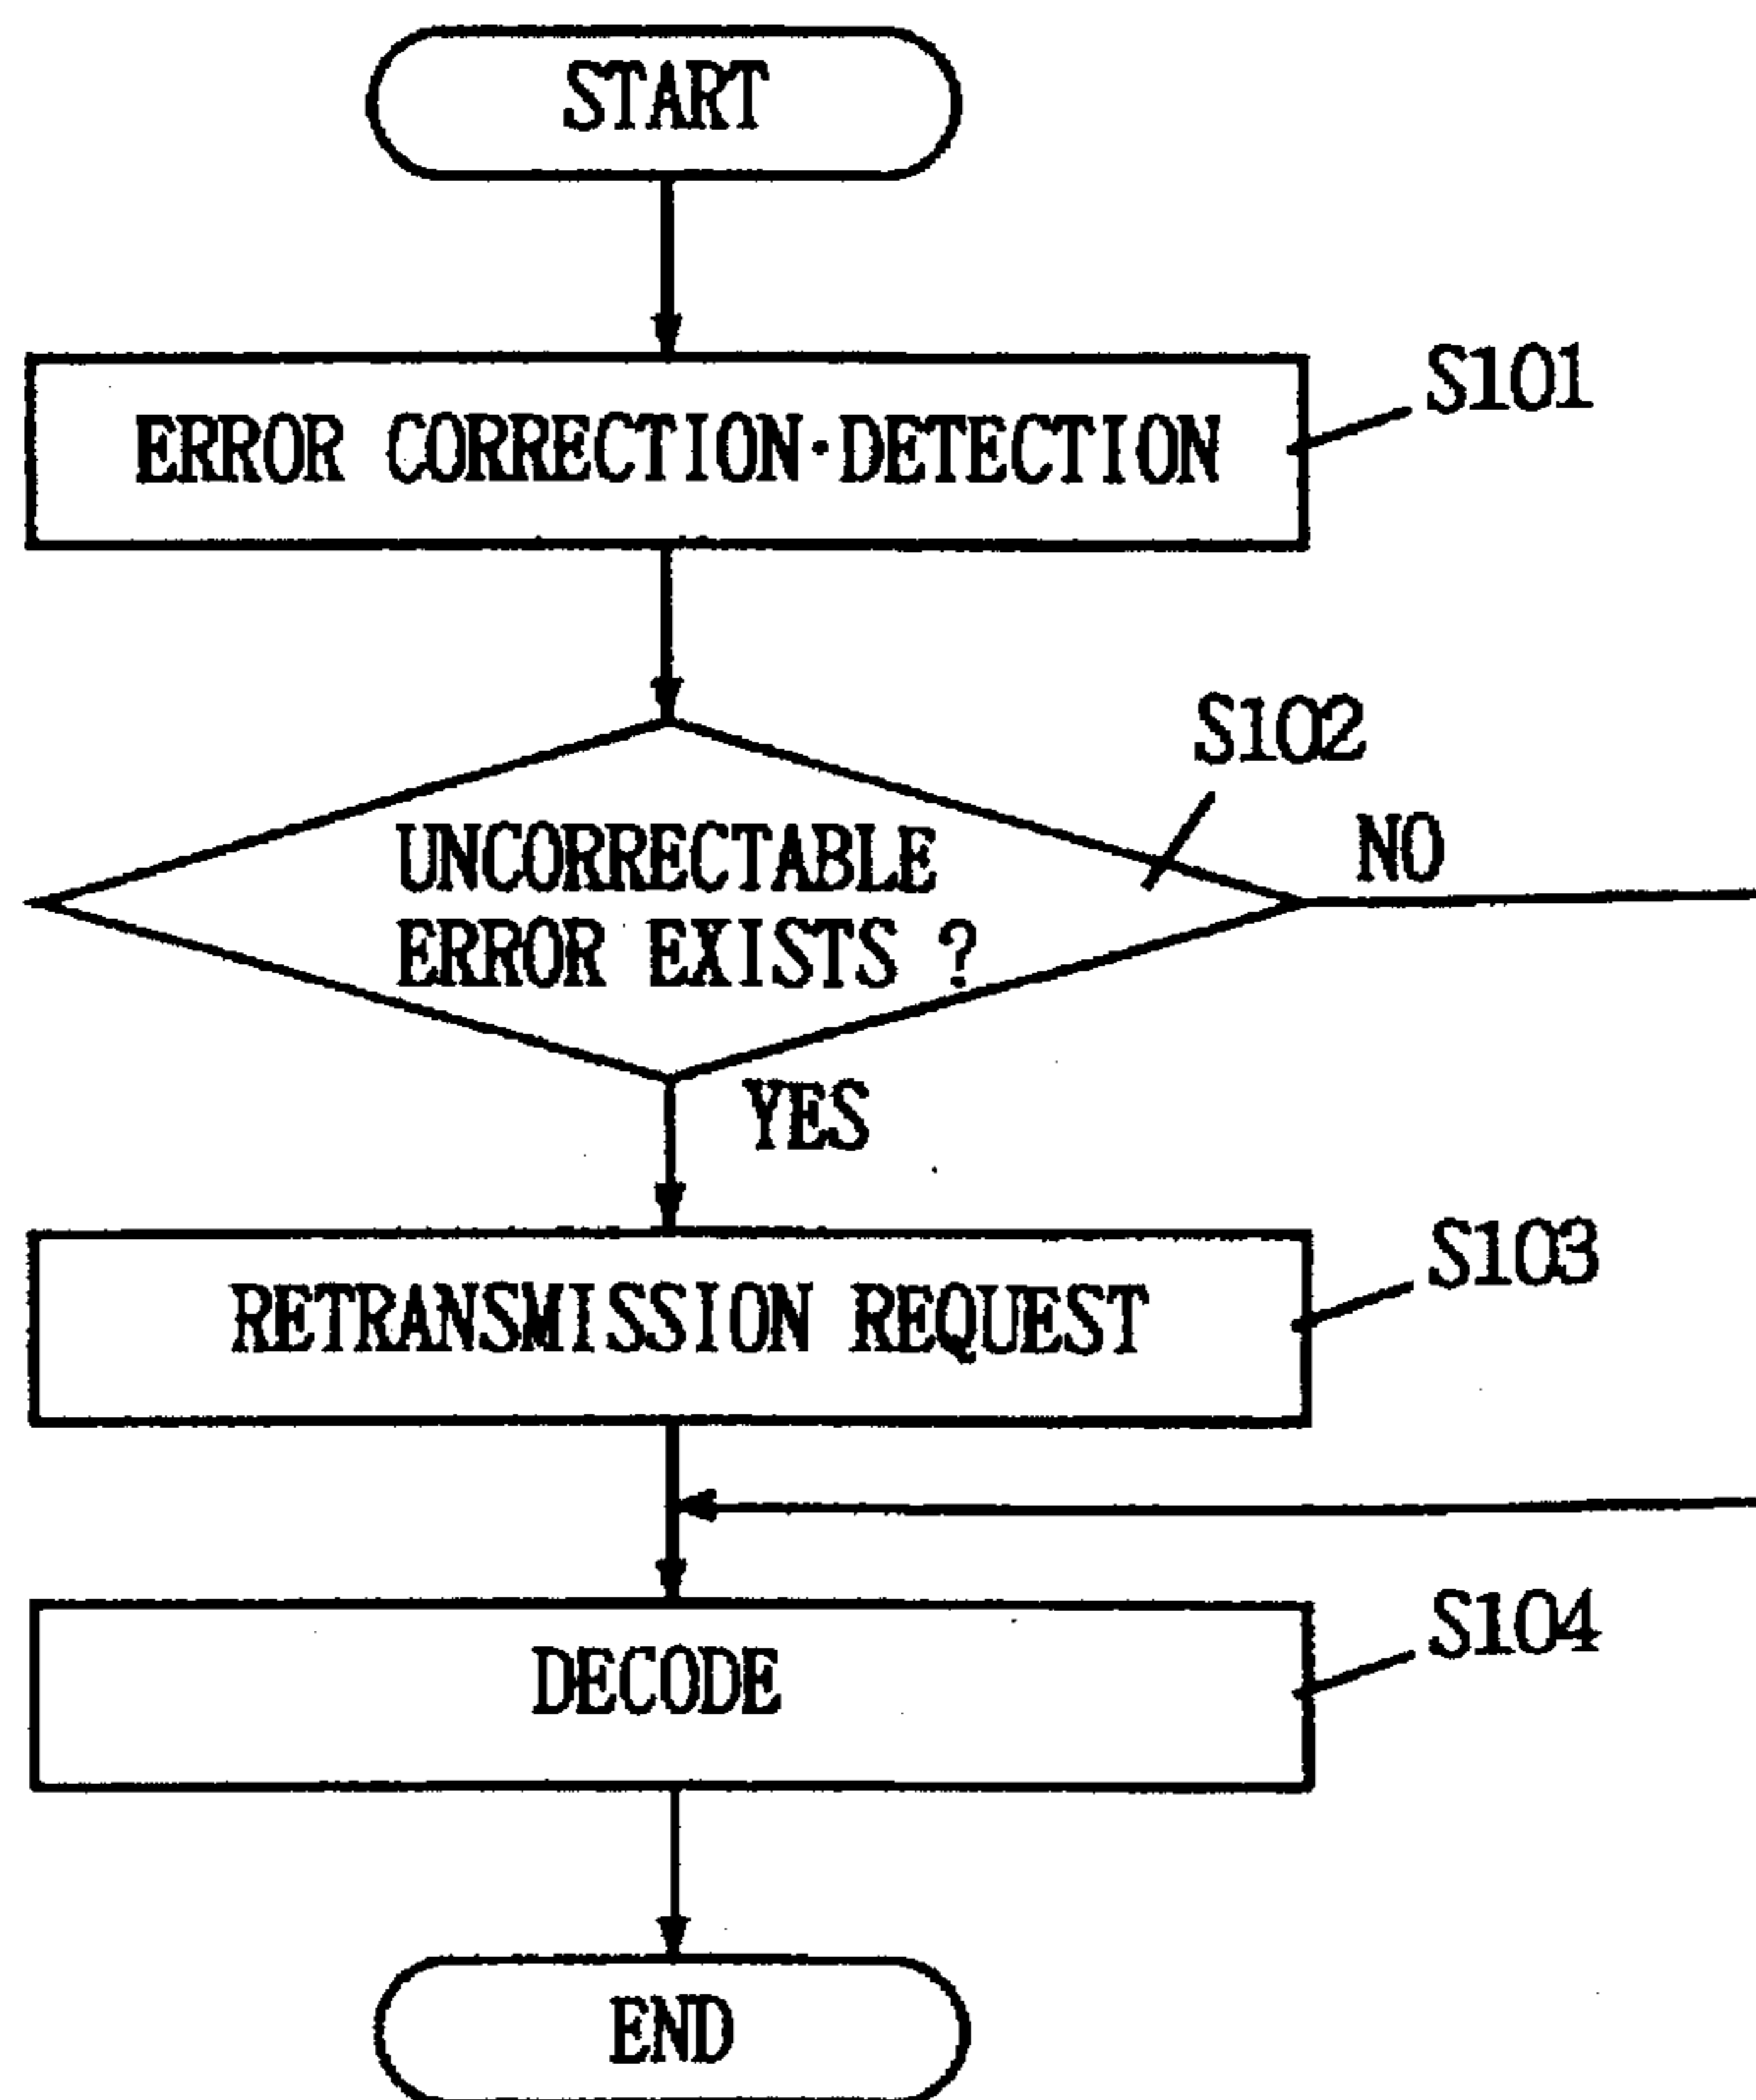 START
ERROR CORRECTION·DETECTION
S101
S102
UNCORRECTABLE
ERROR EXISTS ?
NO
YES
RETRANSMISSION REQUEST
S103
DECODE
S104
END